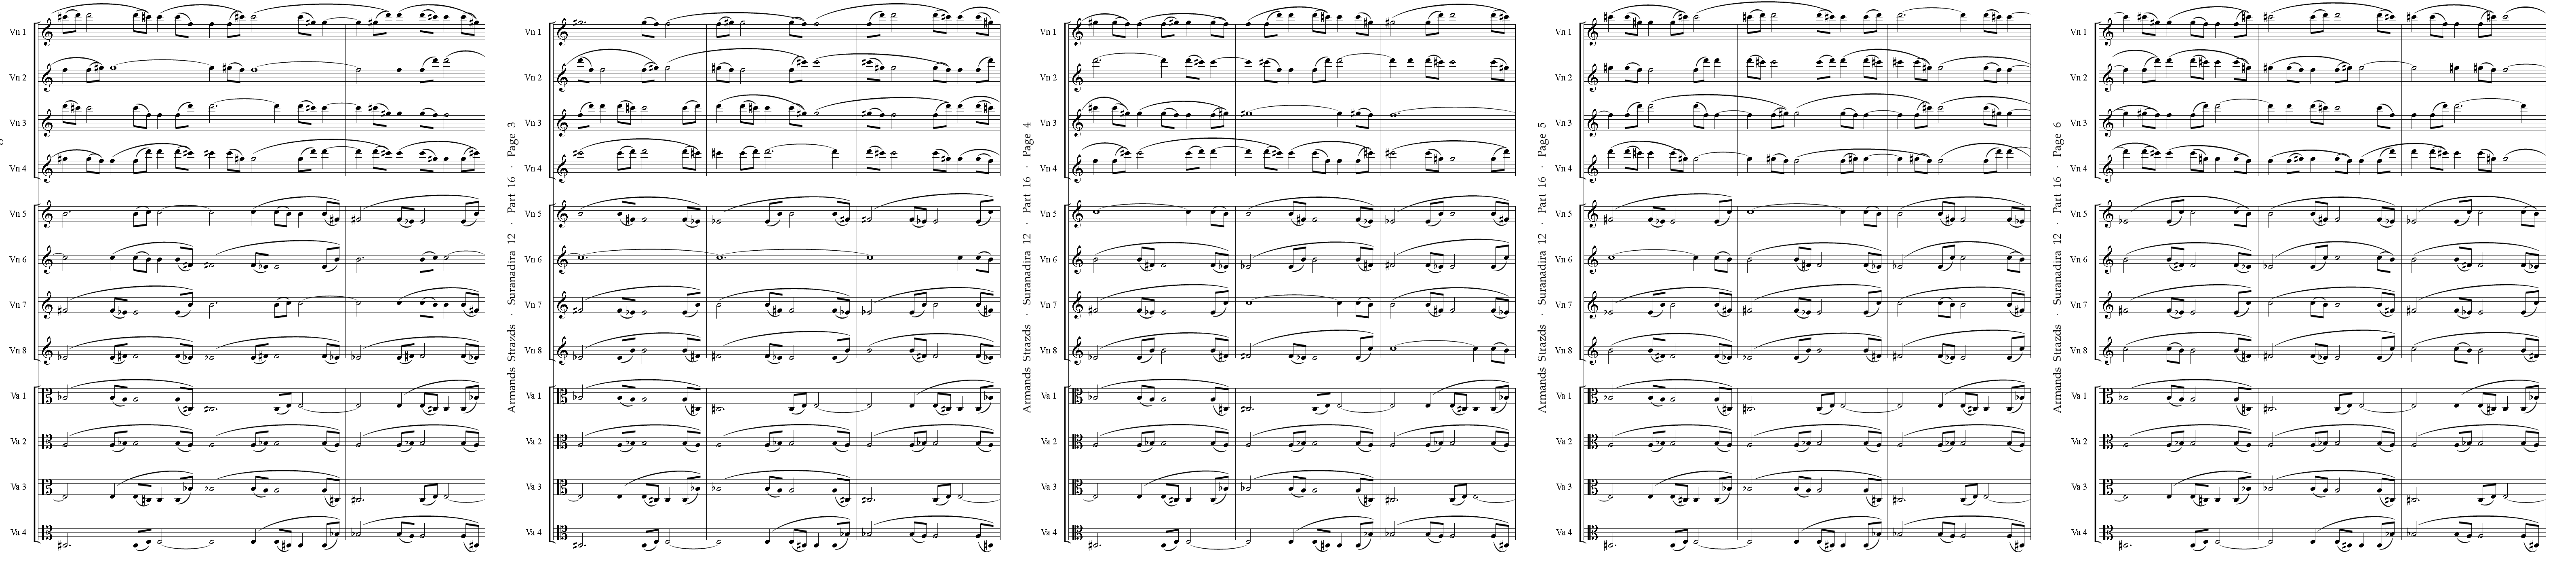 Vn 1
Vn 2
Vn 3
Vn 4
Vn 5
Vn 6
Vn 7
Vn 8
Va 1
Va 2
Va 3
Va 4
Armands Strazds · Suranadira 12 · Part 16 · Page 3
Vn 1
Vn 2
Vn 3
Vn 4
Vn 5
Vn 6
Vn 7
Vn 8
Va 1
Va 2
Va 3
Va 4
Armands Strazds · Suranadira 12 · Part 16 · Page 4
Vn 1
Vn 2
Vn 3
Vn 4
Vn 5
Vn 6
Vn 7
Vn 8
Va 1
Va 2
Va 3
Va 4
Armands Strazds · Suranadira 12 · Part 16 · Page 5
Vn 1
Vn 2
Vn 3
Vn 4
Vn 5
Vn 6
Vn 7
Vn 8
Va 1
Va 2
Va 3
Va 4
Armands Strazds · Suranadira 12 · Part 16 · Page 6
Vn 1
Vn 2
Vn 3
Vn 4
Vn 5
Vn 6
Vn 7
Vn 8
Va 1
Va 2
Va 3
Va 4